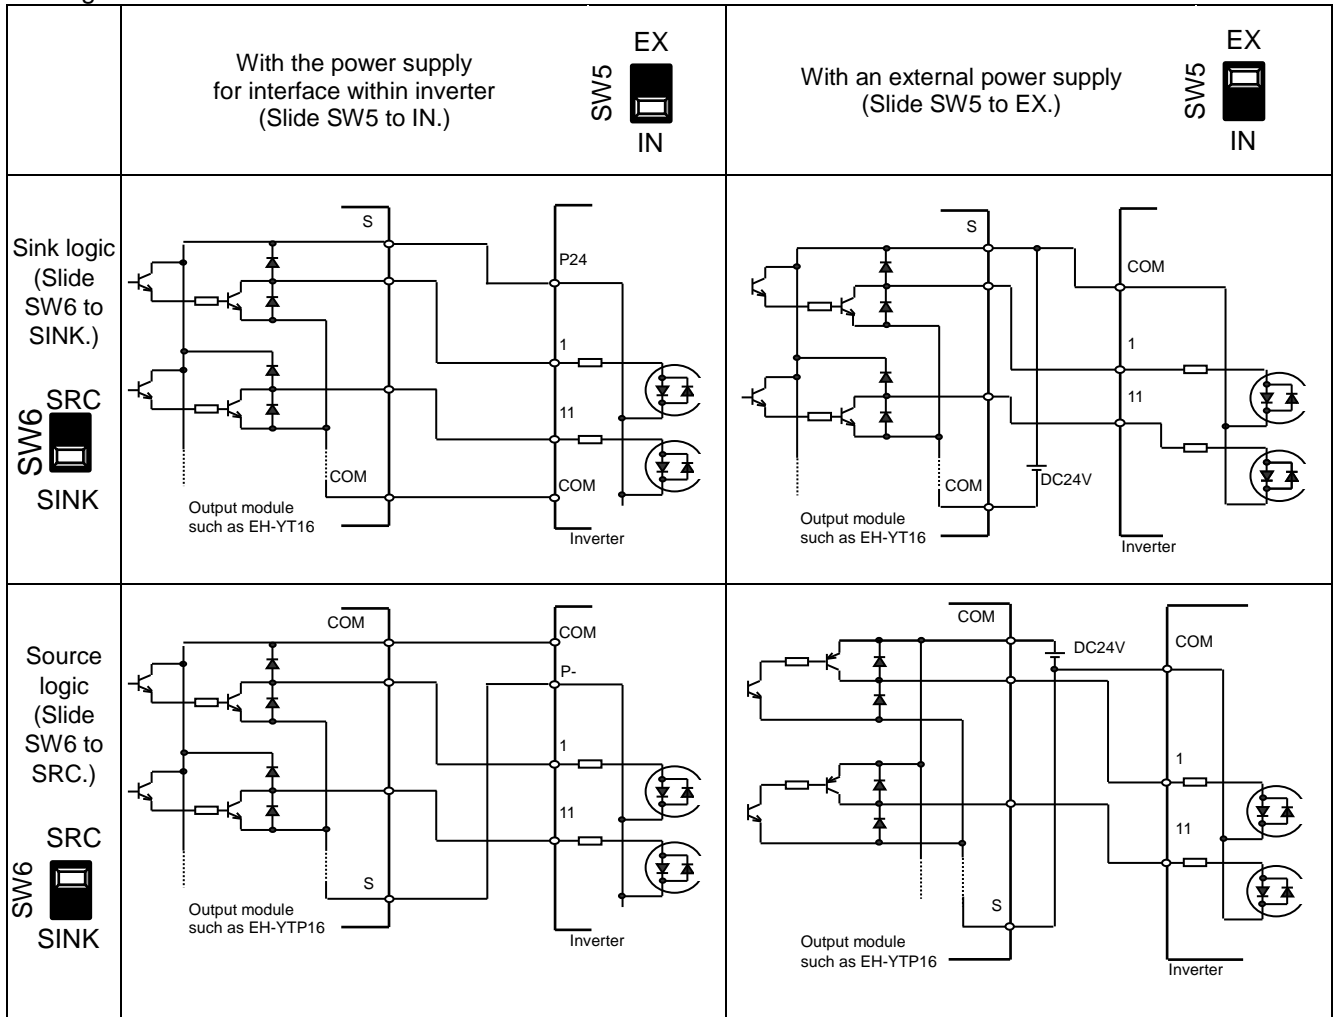 With the power supply
for interface within inverter
(Slide SW5 to IN.)
EX
SW5
IN
With an external power supply
(Slide SW5 to EX.)
EX
SW5
IN
Sink logic
(Slide
SW6 to
SINK.)
SRC
SW6
SINK
S
P24
1
11
COM
COM
Output module
such as EH-YT16
Inverter
S
COM
1
11
COM
DC24V
Output module
such as EH-YT16
Inverter
Source
logic
(Slide
SW6 to
SRC.)
SRC
SW6
SINK
COM
COM
P-
1
11
S
Output module
such as EH-YTP16
Inverter
COM
DC24V
COM
1
11
S
Output module
such as EH-YTP16
Inverter